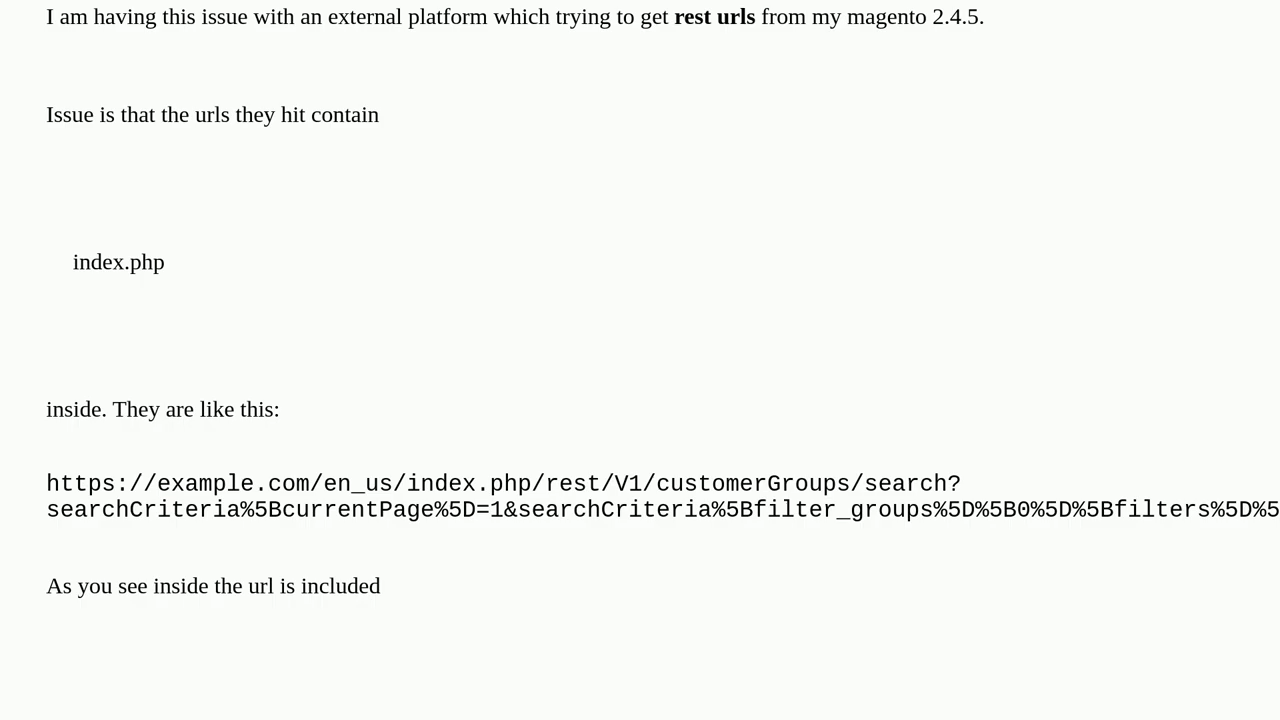 I am having this issue with an external platform which trying to get rest urls from my magento 2.4.5.
Issue is that the urls they hit contain
index.php
inside. They are like this:
https://example.com/en_us/index.php/rest/V1/customerGroups/search?
searchCriteria%5BcurrentPage%5D=1&searchCriteria%5Bfilter_groups%5D%5B0%5D%5Bfilters%5D%5
As you see inside the url is included